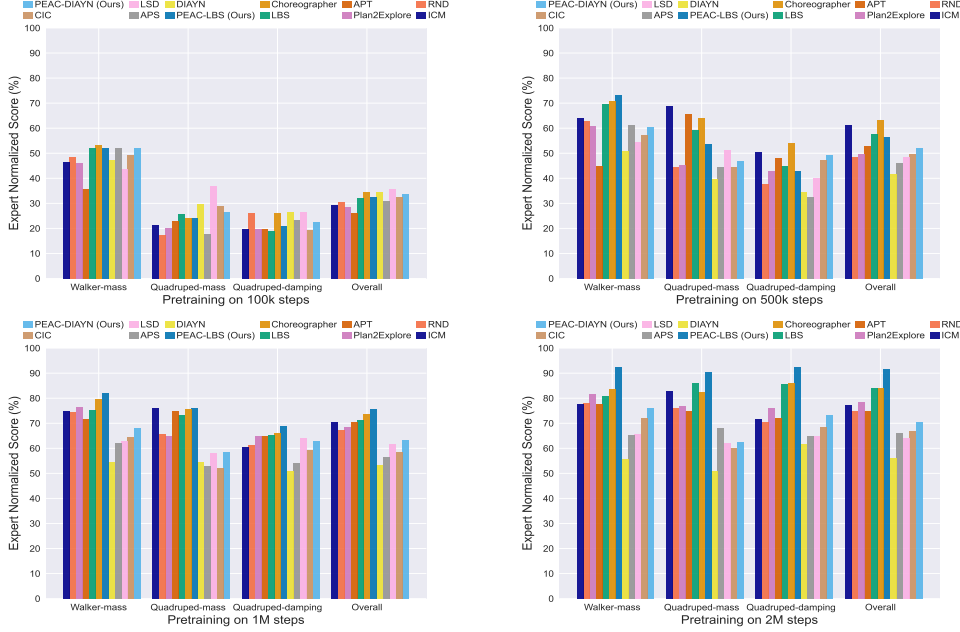 PEAC-DIAYN (Ours) LSD DIAYN Choreographer APT RND
CIC APS PEAC-LBS (Ours) LBS Plan2Explore ICM
Expert Normalized Score (%)
100
90
80
70
60
50
40
30
20
10
0
Walker-mass Quadruped-mass Quadruped-damping Overall
Pretraining on 100k steps
PEAC-DIAYN (Ours) LSD DIAYN Choreographer APT RND
CIC APS PEAC-LBS (Ours) LBS Plan2Explore ICM
Expert Normalized Score (%)
100
90
80
70
60
50
40
30
20
10
0
Walker-mass Quadruped-mass Quadruped-damping Overall
Pretraining on 500k steps
PEAC-DIAYN (Ours) LSD DIAYN Choreographer APT RND
CIC APS PEAC-LBS (Ours) LBS Plan2Explore ICM
Expert Normalized Score (%)
100
90
80
70
60
50
40
30
20
10
0
Walker-mass Quadruped-mass Quadruped-damping Overall
Pretraining on 1M steps
PEAC-DIAYN (Ours) LSD DIAYN Choreographer APT RND
CIC APS PEAC-LBS (Ours) LBS Plan2Explore ICM
Expert Normalized Score (%)
100
90
80
70
60
50
40
30
20
10
0
Walker-mass Quadruped-mass Quadruped-damping Overall
Pretraining on 2M steps